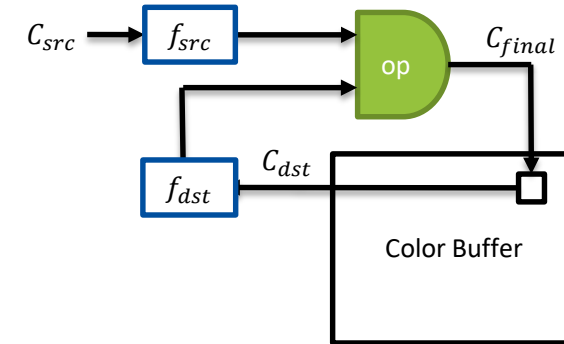 C_src
f_src
op
C_final
C_dst
f_dst
Color Buffer